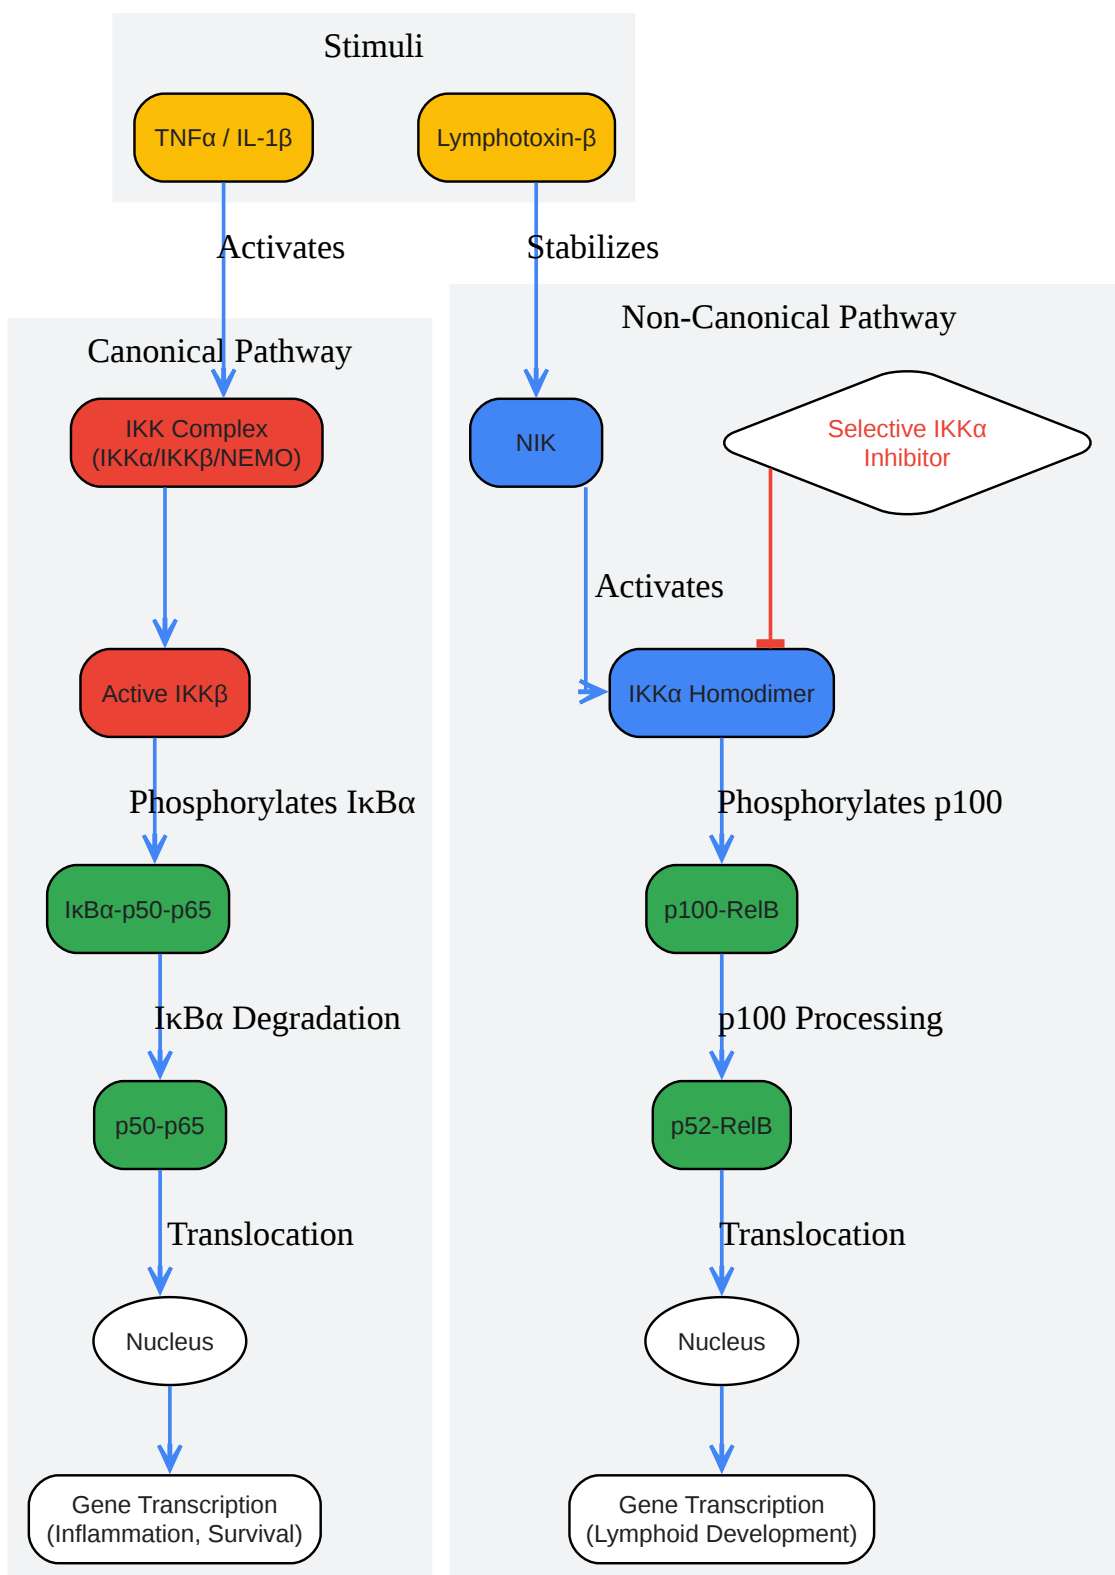 Stimuli
TNFα / IL-1β
Lymphotoxin-β
Activates
Stabilizes
Canonical Pathway
IKK Complex
(IKKα/IKKβ/NEMO)
Active IKKβ
Phosphorylates IκBα
IκBα-p50-p65
IκBα Degradation
p50-p65
Translocation
Nucleus
Gene Transcription
(Inflammation, Survival)
Non-Canonical Pathway
NIK
Selective IKKα
Inhibitor
Activates
IKKα Homodimer
Phosphorylates p100
p100-RelB
p100 Processing
p52-RelB
Translocation
Nucleus
Gene Transcription
(Lymphoid Development)